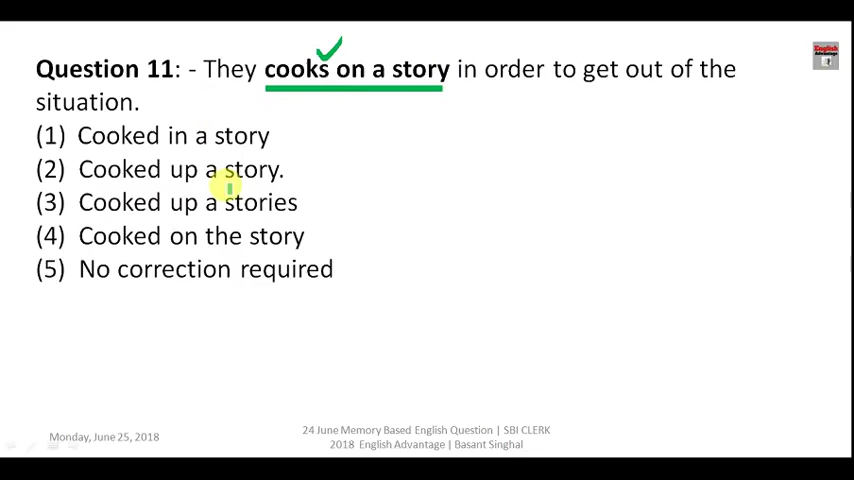 Question 11: - They cooks on a story in order to get out of the
situation.
(1) Cooked in a story
(2) Cooked up a story.
(3) Cooked up a stories
(4) Cooked on the story
(5) No correction required
English
Advantage
Monday, June 25, 2018
24 June Memory Based English Question | SBI CLERK
2018 English Advantage | Basant Singhal